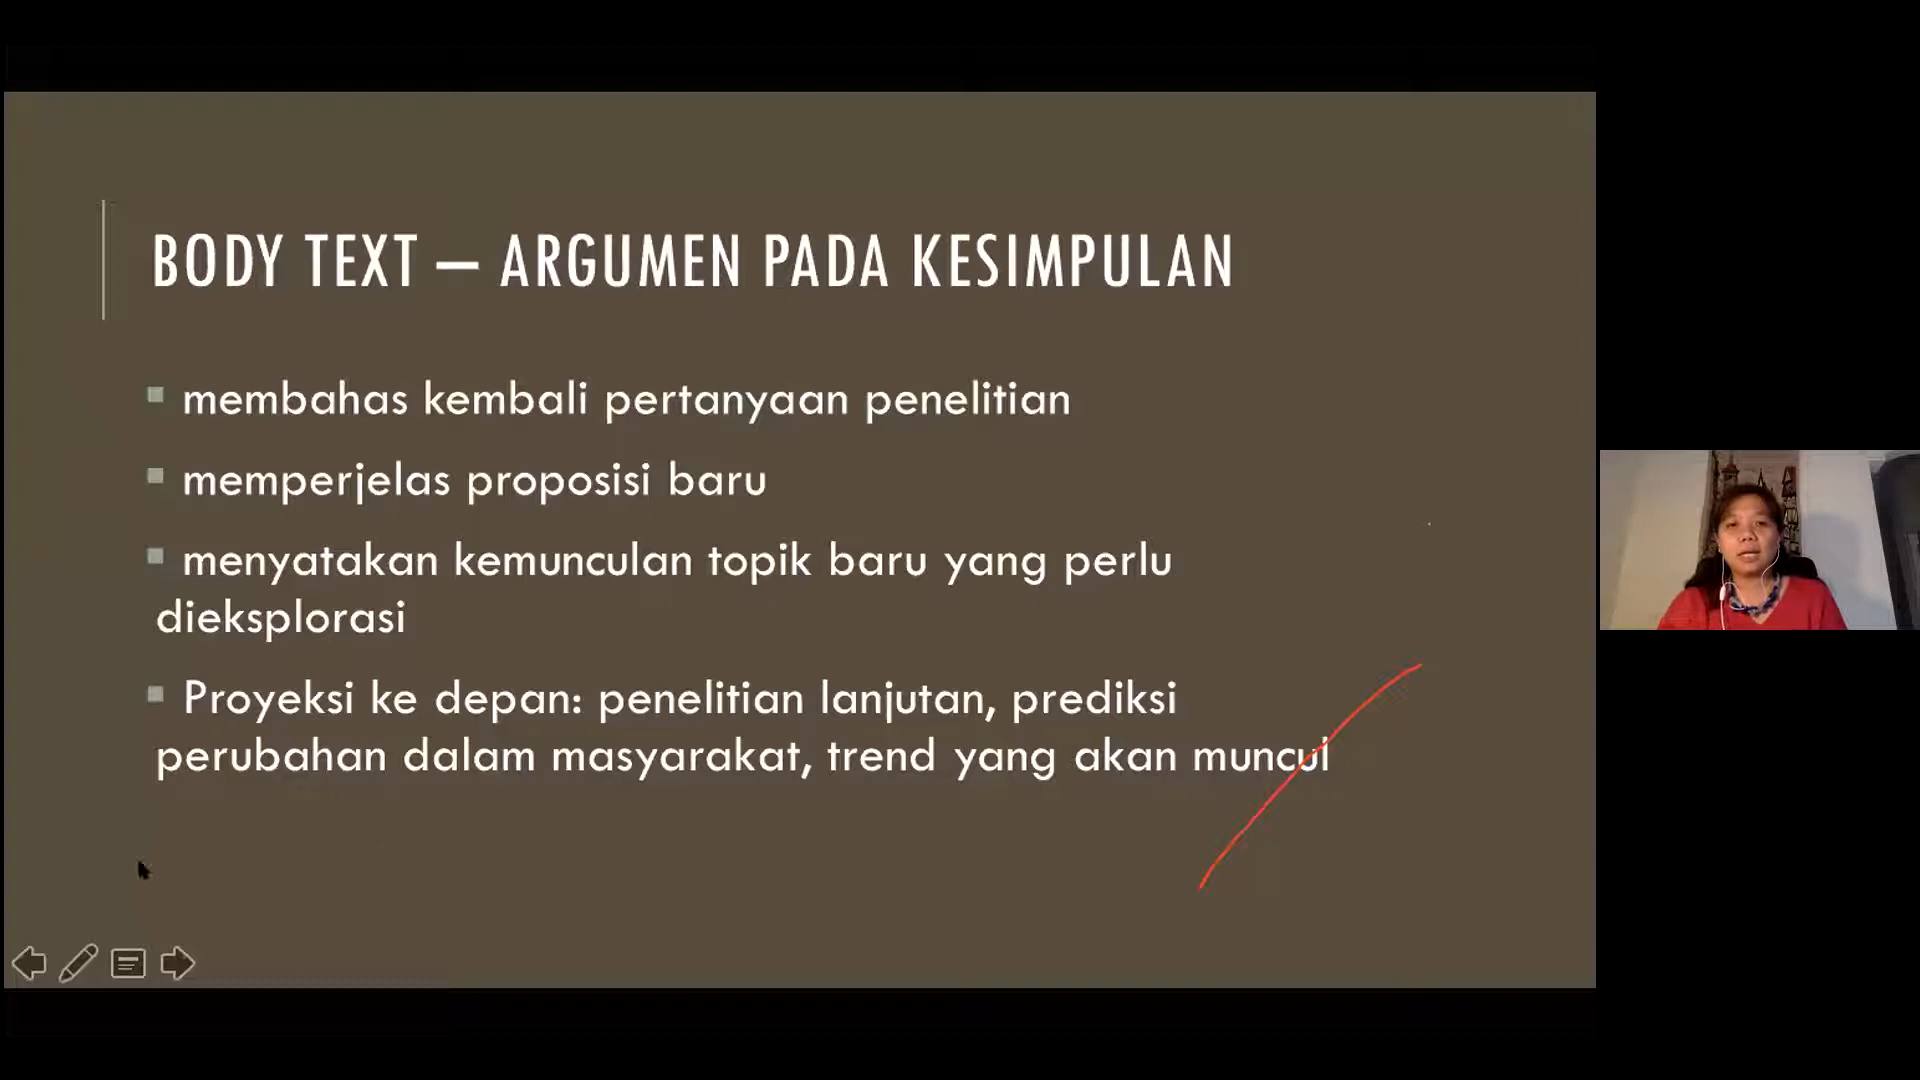 BODY TEXT – ARGUMEN PADA KESIMPULAN
membahas kembali pertanyaan penelitian
memperjelas proposisi baru
menyatakan kemunculan topik baru yang perlu
dieksplorasi
Proyeksi ke depan: penelitian lanjutan, prediksi
perubahan dalam masyarakat, trend yang akan muncul